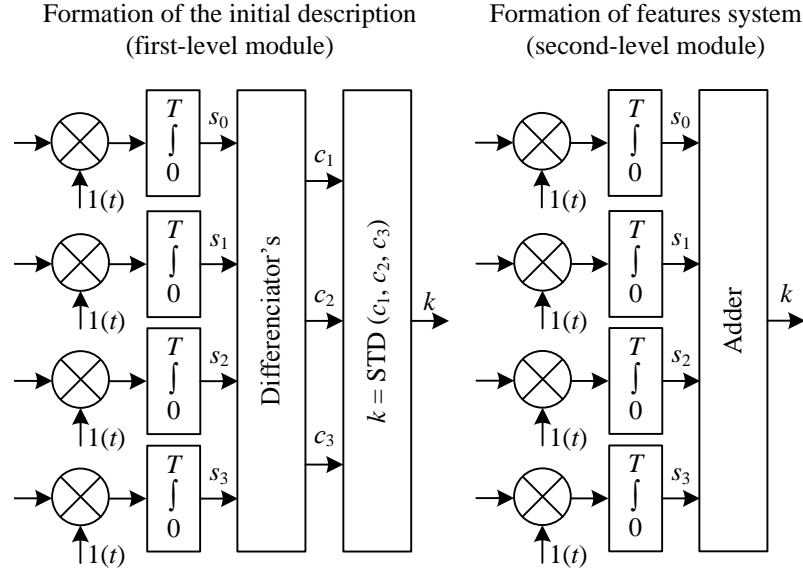 Formation of the initial description
(first-level module)
Formation of features system
(second-level module)
T
∫
0
s0
1(t)
T
∫
0
s1
1(t)
T
∫
0
s2
1(t)
T
∫
0
s3
1(t)
Differenciator's
c1
c2
c3
k = STD (c1, c2, c3)
k
T
∫
0
s0
1(t)
T
∫
0
s1
1(t)
T
∫
0
s2
1(t)
T
∫
0
s3
1(t)
Adder
k